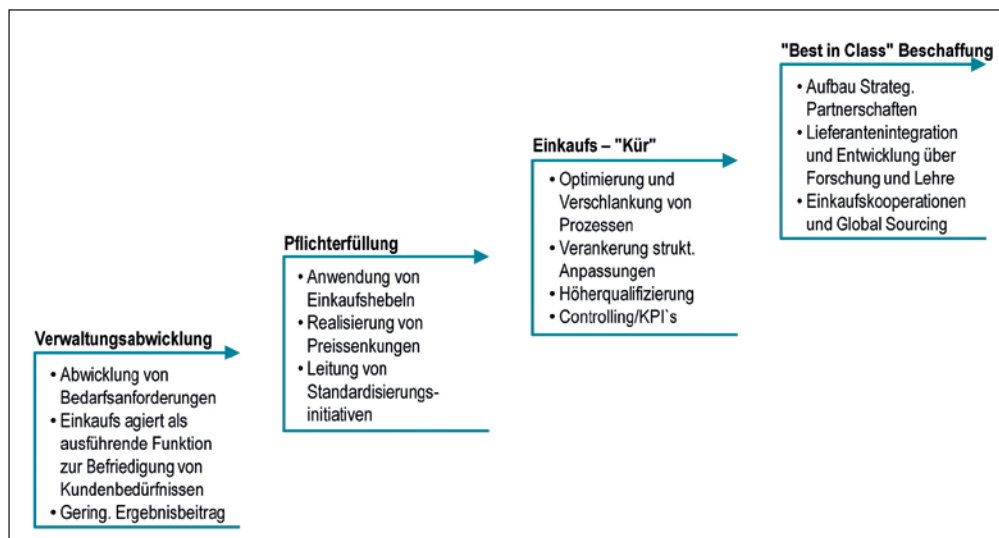 "Best in Class" Beschaffung
• Aufbau Strateg.
Partnerschaften
• Lieferantenintegration
und Entwicklung über
Forschung und Lehre
• Einkaufskooperationen
und Global Sourcing
Einkaufs – "Kür"
• Optimierung und
Verschlankung von
Prozessen
• Verankerung strukt.
Anpassungen
• Höherqualifizierung
• Controlling/KPI`s
Pflichterfüllung
• Anwendung von
Einkaufshebeln
• Realisierung von
Preissenkungen
• Leitung von
Standardisierungs-
initiativen
Verwaltungsabwicklung
• Abwicklung von
Bedarfsanforderungen
• Einkaufs agiert als
ausführende Funktion
zur Befriedigung von
Kundenbedürfnissen
• Gering. Ergebnisbeitrag